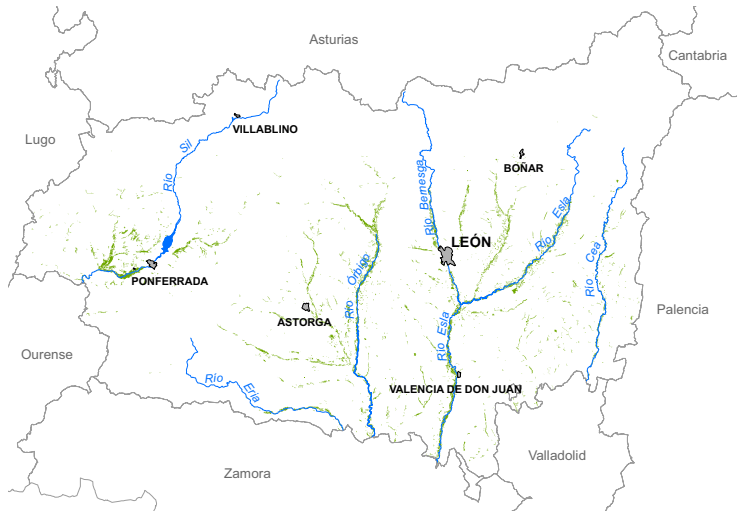 Asturias
Cantabria
Lugo
VILLABLINO
Río Sil
BOÑAR
Río Bernesga
Río Esla
LEÓN
Río Órbigo
Río Cea
PONFERRADA
ASTORGA
Palencia
Río Esla
Ourense
Río Eria
VALENCIA DE DON JUAN
Valladolid
Zamora